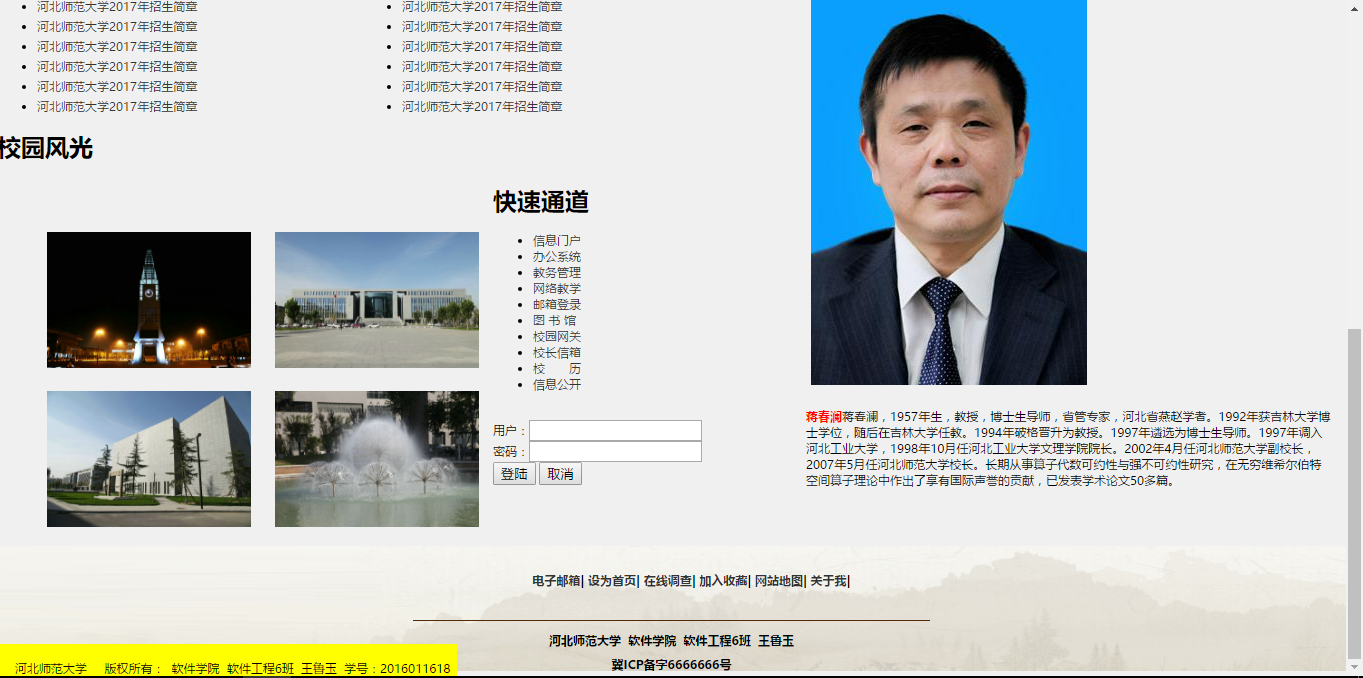 河北师范大学2017年招生简章
河北师范大学2017年招生简章
河北师范大学2017年招生简章
河北师范大学2017年招生简章
河北师范大学2017年招生简章
河北师范大学2017年招生简章
河北师范大学2017年招生简章
河北师范大学2017年招生简章
河北师范大学2017年招生简章
河北师范大学2017年招生简章
河北师范大学2017年招生简章
河北师范大学2017年招生简章
校园风光
快速通道
信息门户
办公系统
教务管理
网络教学
邮箱登录
图 书 馆
校园网关
校长信箱
校 历
信息公开
用户：
密码：
登陆 取消
蒋春澜蒋春澜，1957年生，教授，博士生导师，省管专家，河北省燕赵学者。1992年获吉林大学博
士学位，随后在吉林大学任教。1994年破格晋升为教授。1997年遴选为博士生导师。1997年调入
河北工业大学，1998年10月任河北工业大学文理学院院长。2002年4月任河北师范大学副校长，
2007年5月任河北师范大学校长。长期从事算子代数可约性与强不可约性研究，在无穷维希尔伯特
空间算子理论中作出了享有国际声誉的贡献，已发表学术论文50多篇。
电子邮箱| 设为首页| 在线调查| 加入收藏| 网站地图| 关于我|
河北师范大学 软件学院 软件工程6班 王鲁玉
冀ICP备字6666666号
河北师范大学 版权所有： 软件学院 软件工程6班 王鲁玉 学号：2016011618